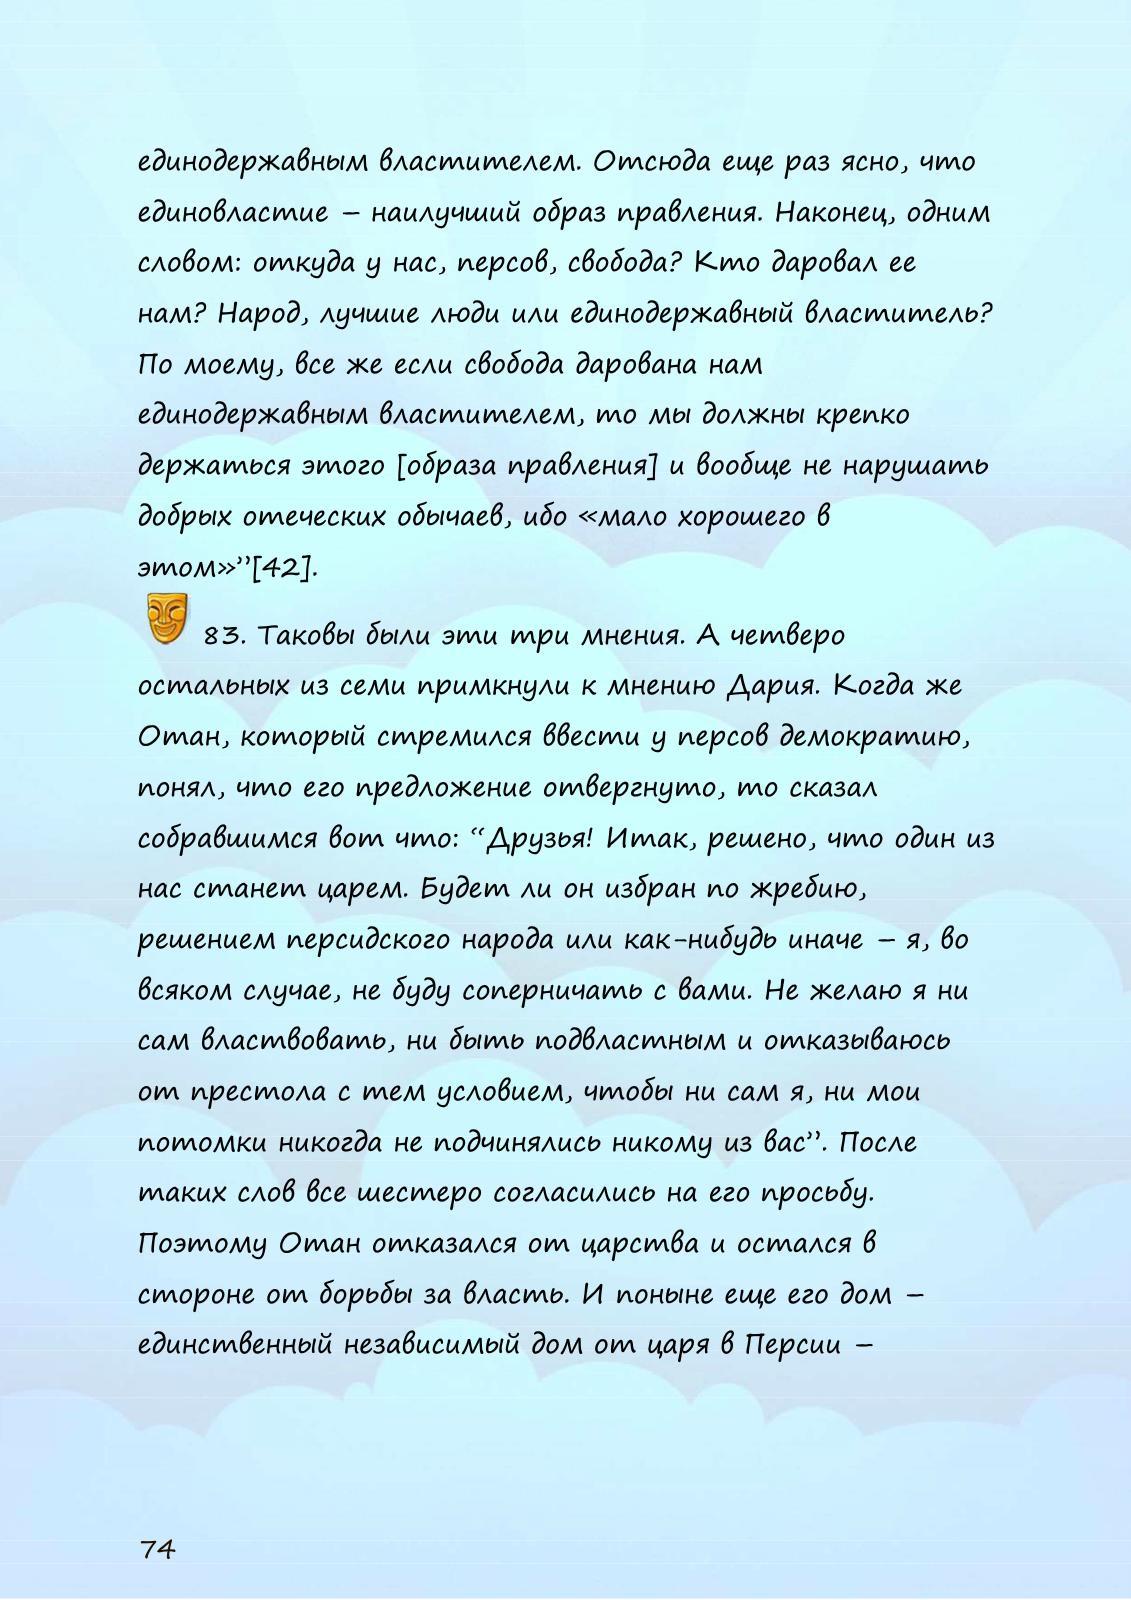 единодержавным властителем. Отсюда еще раз ясно, что
единовластие – наилучший образ правления. Наконец, одним
словом: откуда у нас, персов, свобода? Кто даровал ее
нам? Народ, лучшие люди или единодержавный властитель?
По моему, все же если свобода дарована нам
единодержавным властителем, то мы должны крепко
держаться этого [образа правления] и вообще не нарушать
добрых отеческих обычаев, ибо «мало хорошего в
этом»”[42].
83. Таковы были эти три мнения. А четверо
остальных из семи примкнули к мнению Дария. Когда же
Отан, который стремился ввести у персов демократию,
понял, что его предложение отвергнуто, то сказал
собравшимся вот что: “Друзья! Итак, решено, что один из
нас станет царем. Будет ли он избран по жребию,
решением персидского народа или как-нибудь иначе – я, во
всяком случае, не буду соперничать с вами. Не желаю я ни
сам властвовать, ни быть подвластным и отказываюсь
от престола с тем условием, чтобы ни сам я, ни мои
потомки никогда не подчинялись никому из вас”. После
таких слов все шестеро согласились на его просьбу.
Поэтому Отан отказался от царства и остался в
стороне от борьбы за власть. И поныне еще его дом –
единственный независимый дом от царя в Персии –
74